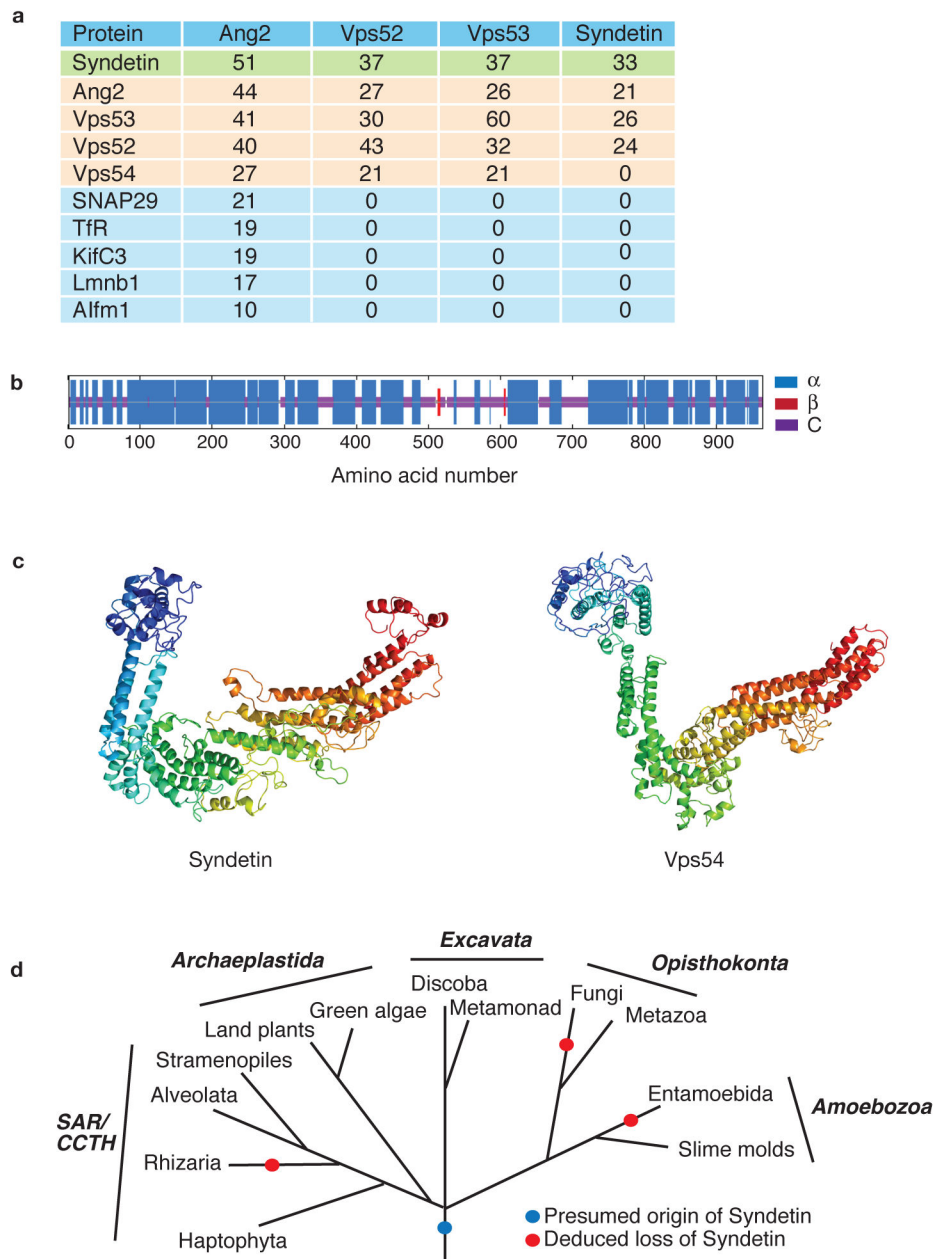 a
Protein Ang2 Vps52 Vps53 Syndetin
Syndetin 51 37 37 33
Ang2 44 27 26 21
Vps53 41 30 60 26
Vps52 40 43 32 24
Vps54 27 21 21 0
SNAP29 21 0 0 0
TfR 19 0 0 0
KifC3 19 0 0 0
Lmnb1 17 0 0 0
AIfm1 10 0 0 0
b
α
β
C
0 100 200 300 400 500 600 700 800 900
Amino acid number
c
Syndetin Vps54
d
Excavata
Archaeplastida Opisthokonta
Discoba
Fungi
Green algae Metamonad Metazoa
Land plants
Stramenopiles
Alveolata Entamoebida
SAR/
CCTH
Amoebozoa
Rhizaria Slime molds
Haptophyta
Presumed origin of Syndetin
Deduced loss of Syndetin